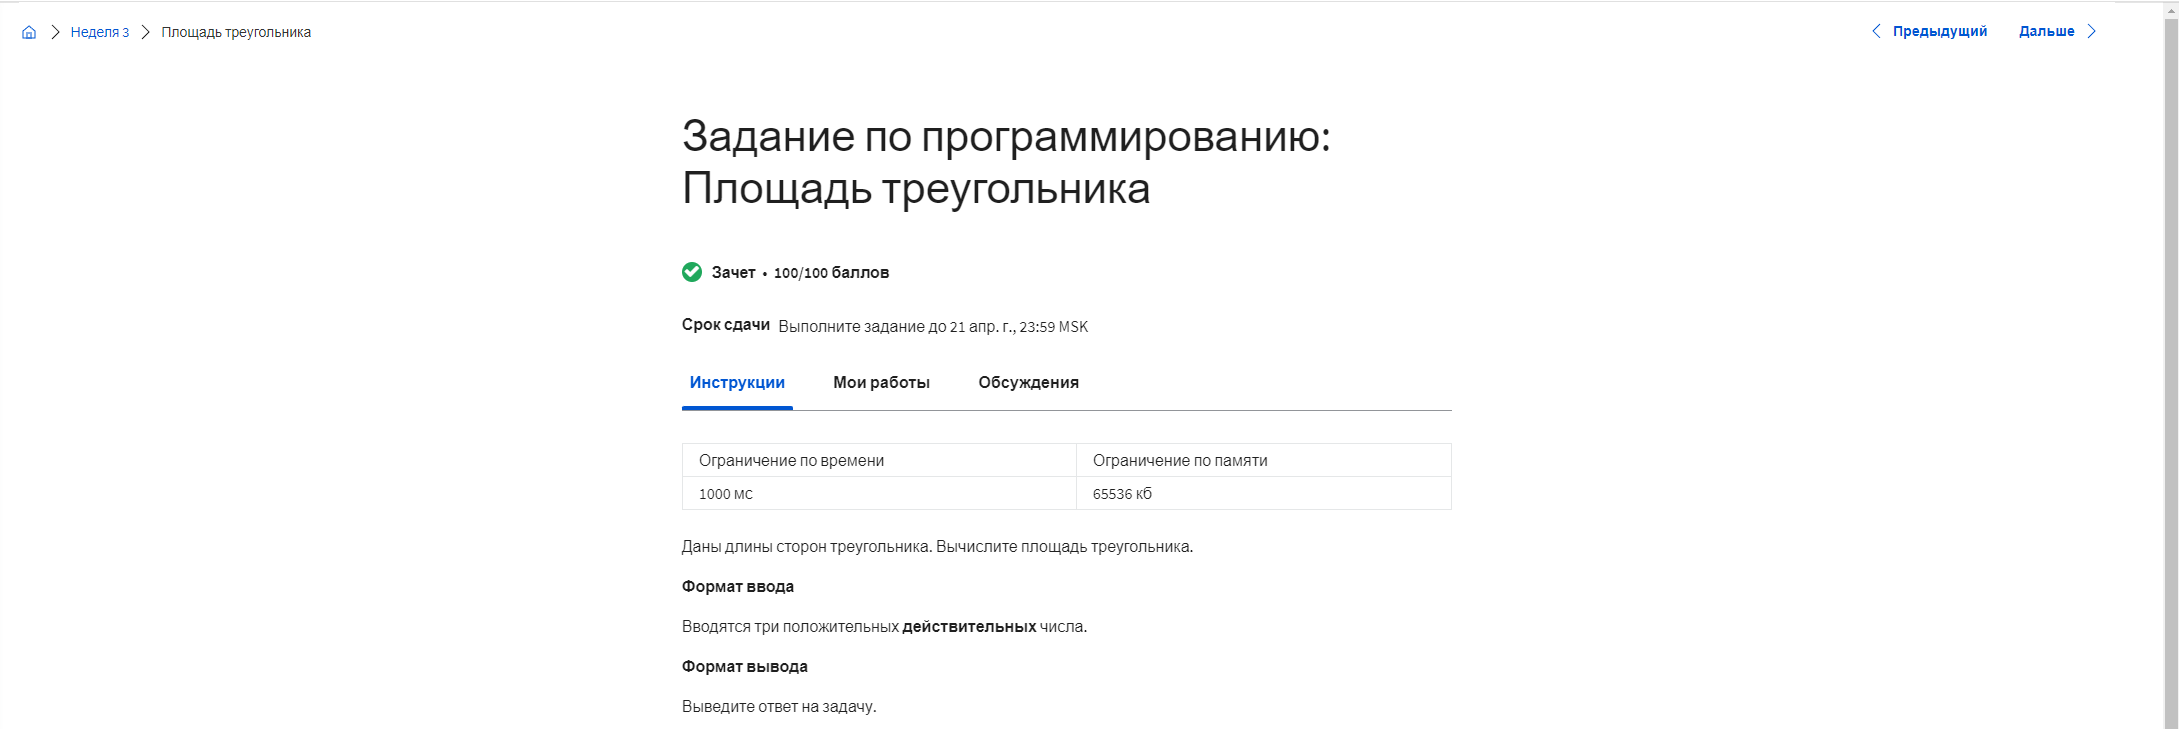 Неделя 3 Площадь треугольника Предыдущий Дальше
Задание по программированию:
Площадь треугольника
Зачет • 100/100 баллов
Срок сдачи Выполните задание до 21 апр. г., 23:59 MSK
Инструкции Мои работы Обсуждения
Ограничение по времени Ограничение по памяти
1000 мс 65536 кб
Даны длины сторон треугольника. Вычислите площадь треугольника.
Формат ввода
Вводятся три положительных действительных числа.
Формат вывода
Выведите ответ на задачу.